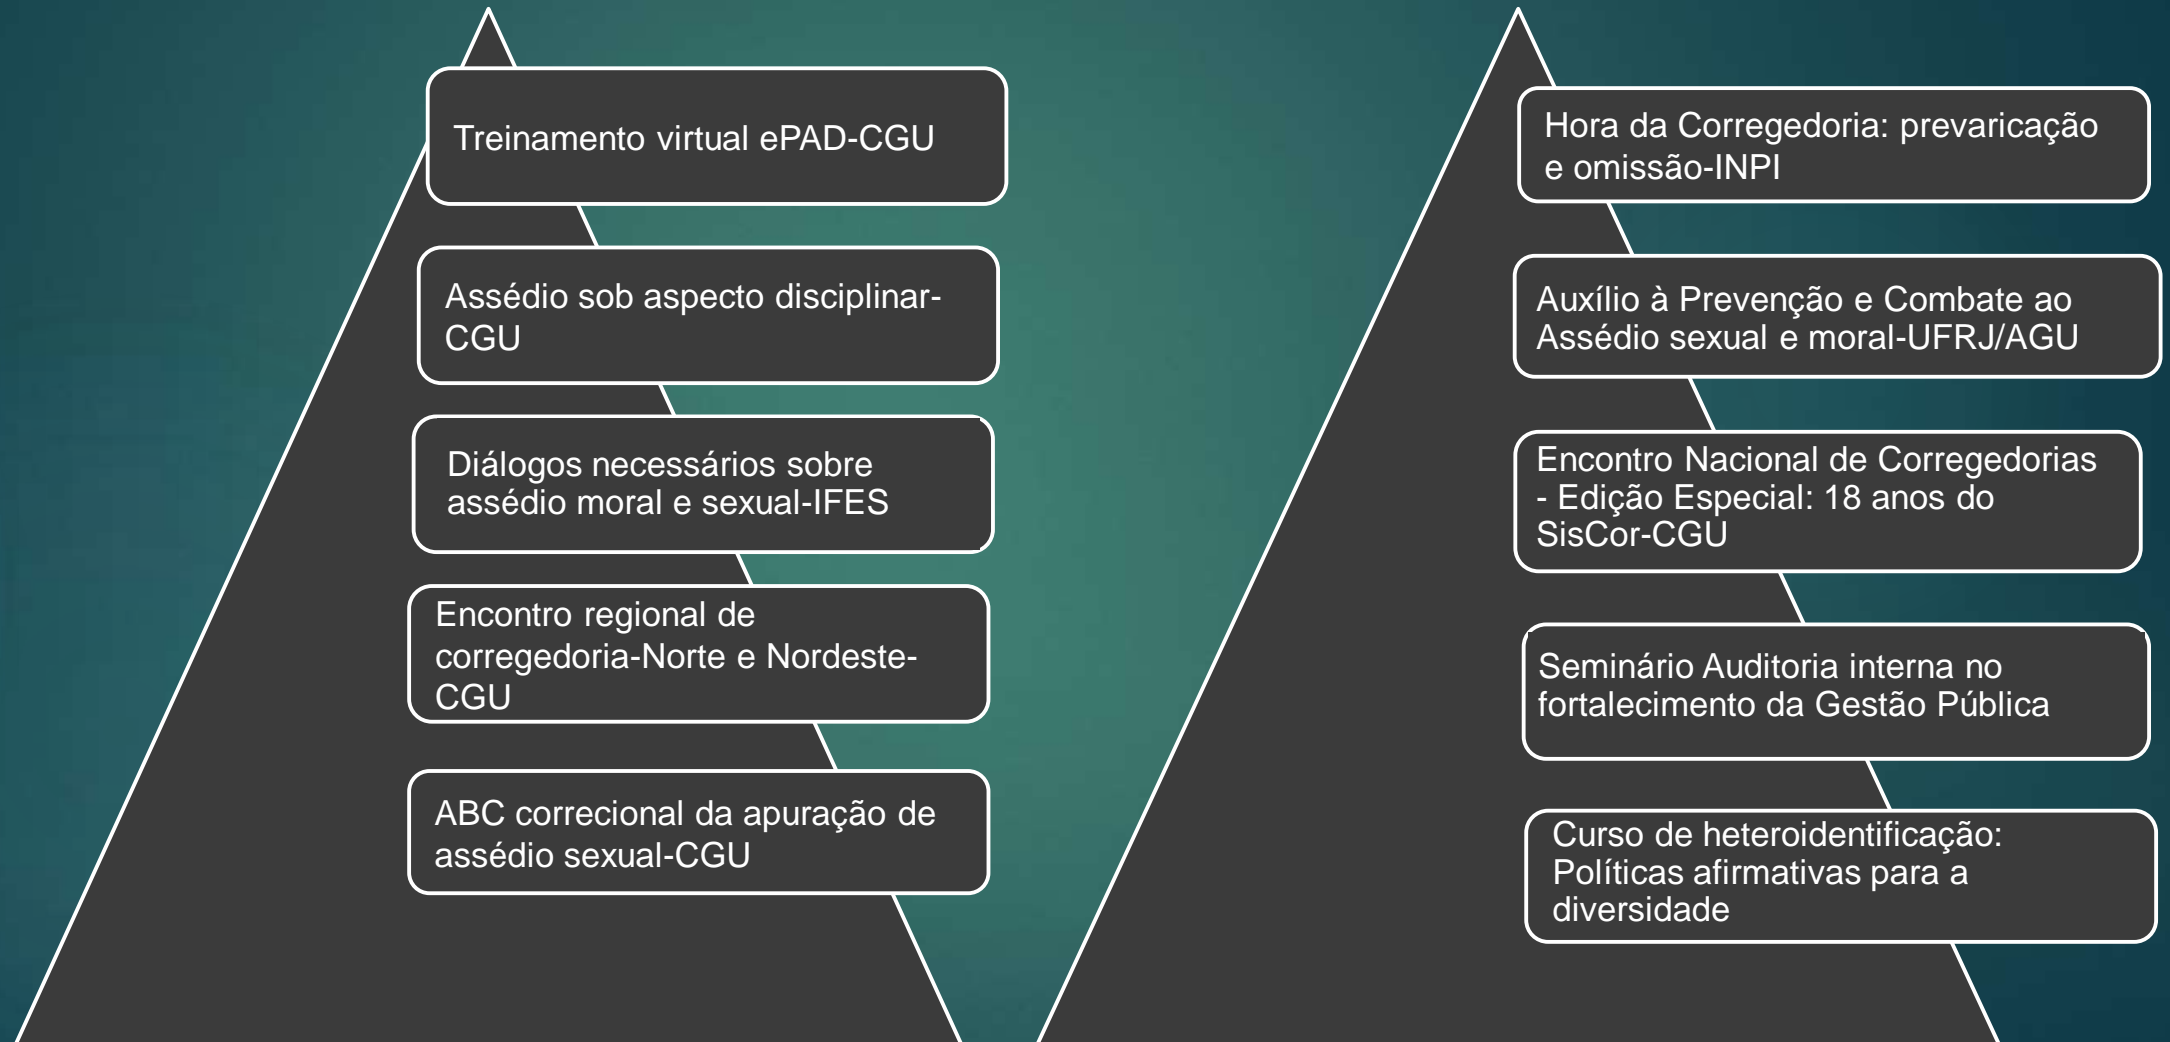 Treinamento virtual ePAD-CGU
Assédio sob aspecto disciplinar-
CGU
Diálogos necessários sobre
assédio moral e sexual-IFES
Encontro regional de
corregedoria-Norte e Nordeste-
CGU
ABC correcional da apuração de
assédio sexual-CGU
Hora da Corregedoria: prevaricação
e omissão-INPI
Auxílio à Prevenção e Combate ao
Assédio sexual e moral-UFRJ/AGU
Encontro Nacional de Corregedorias
- Edição Especial: 18 anos do
SisCor-CGU
Seminário Auditoria interna no
fortalecimento da Gestão Pública
Curso de heteroidentificação:
Políticas afirmativas para a
diversidade